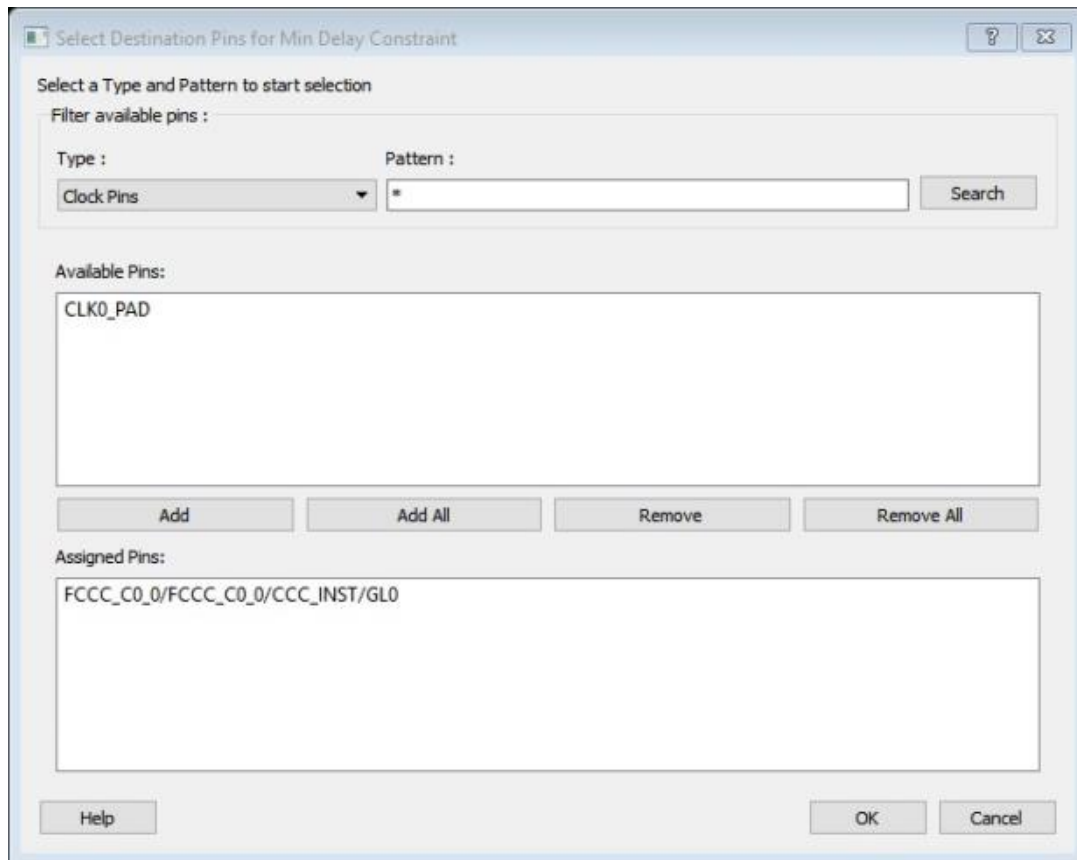 Select Destination Pins for Min Delay Constraint
Select a Type and Pattern to start selection
Filter available pins :
Type : Pattern :
Clock Pins * Search
Available Pins:
CLK0_PAD
Add Add All Remove Remove All
Assigned Pins:
FCCC_C0_0/FCCC_C0_0/CCC_INST/GL0
Help OK Cancel